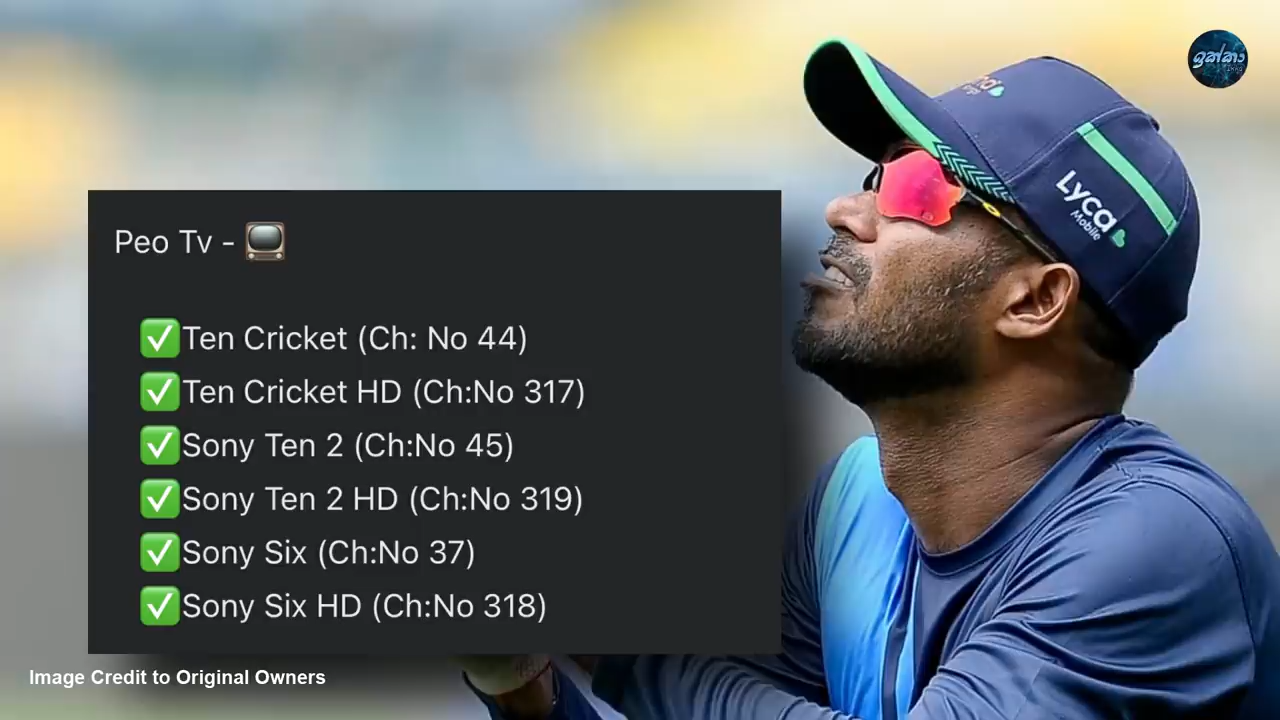 ඉක්කා
Lyca
Mobile
Peo Tv - 📺
✅Ten Cricket (Ch: No 44)
✅Ten Cricket HD (Ch:No 317)
✅Sony Ten 2 (Ch:No 45)
✅Sony Ten 2 HD (Ch:No 319)
✅Sony Six (Ch:No 37)
✅Sony Six HD (Ch:No 318)
Image Credit to Original Owners